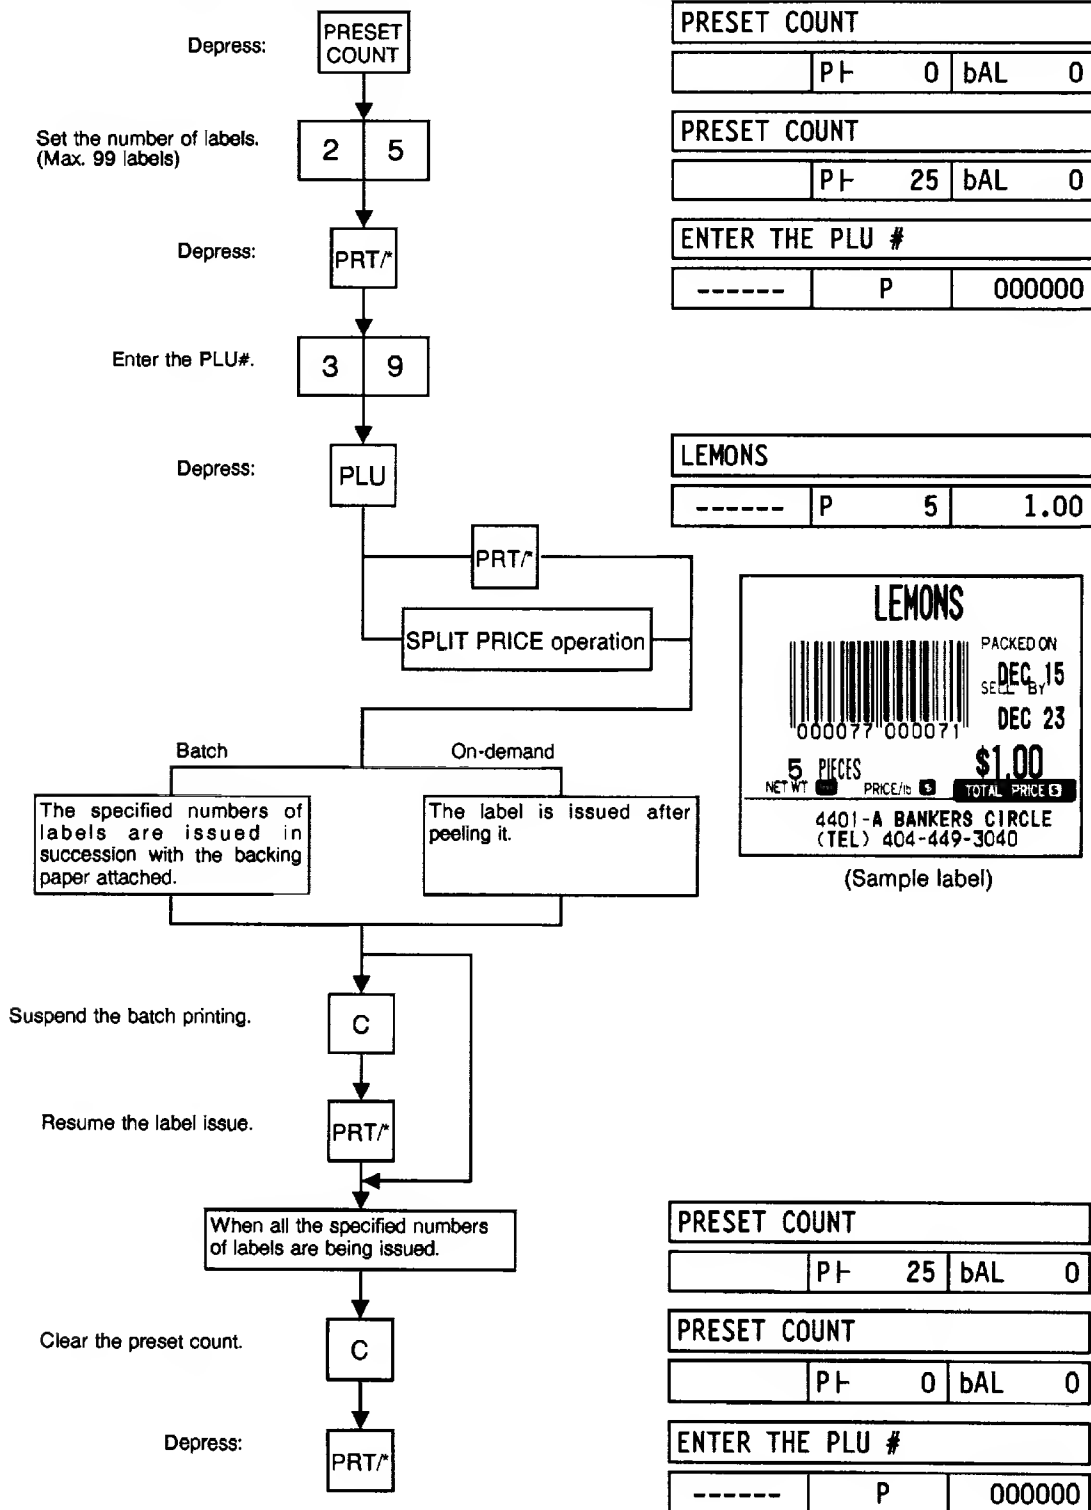 Depress:
PRESET
COUNT
PRESET COUNT
P├ 0 bAL 0
Set the number of labels.
(Max. 99 labels)
2 5
PRESET COUNT
P├ 25 bAL 0
Depress:
PRT/*
ENTER THE PLU #
------ P 000000
Enter the PLU#.
3 9
Depress:
PLU
LEMONS
------ P 5 1.00
PRT/*
SPLIT PRICE operation
LEMONS
PACKED ON
DEC 15
SELL BY
DEC 23
000077 000071
5 PIECES $1.00
NET WT PRICE/lb $ TOTAL PRICE $
4401-A BANKERS CIRCLE
(TEL) 404-449-3040
(Sample label)
Batch
The specified numbers of
labels are issued in
succession with the backing
paper attached.
On-demand
The label is issued after
peeling it.
Suspend the batch printing.
C
Resume the label issue.
PRT/*
When all the specified numbers
of labels are being issued.
PRESET COUNT
P├ 25 bAL 0
Clear the preset count.
C
PRESET COUNT
P├ 0 bAL 0
Depress:
PRT/*
ENTER THE PLU #
------ P 000000